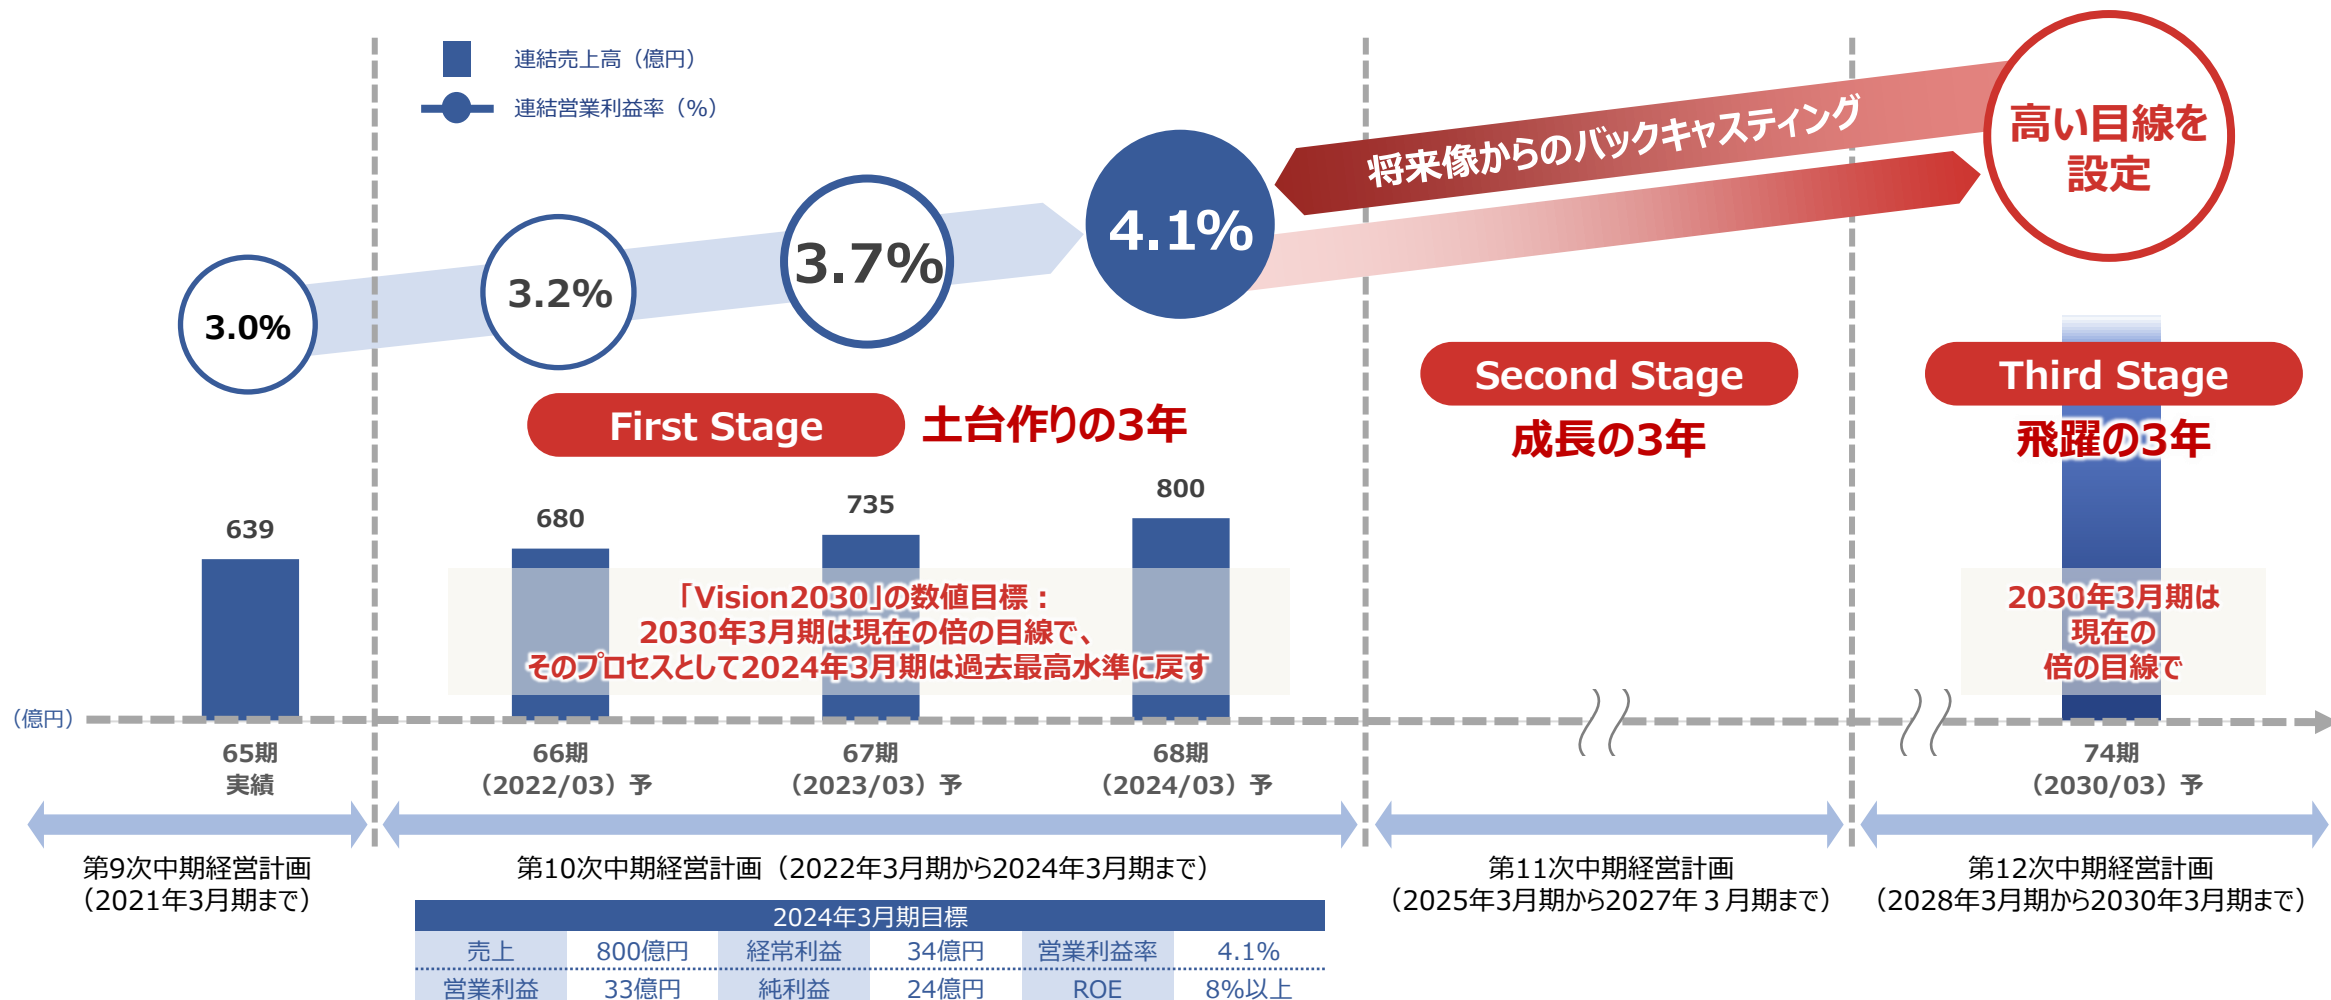 連結売上高（億円）
連結営業利益率（%）
将来像からのバックキャスティング
高い目線を
設定
3.0%
3.2%
3.7%
4.1%
First Stage
土台作りの3年
Second Stage
成長の3年
Third Stage
飛躍の3年
639
680
735
800
「Vision2030」の数値目標：
2030年3月期は現在の倍の目線で、
そのプロセスとして2024年3月期は過去最高水準に戻す
2030年3月期は
現在の
倍の目線で
（億円）
65期
実績
66期
（2022/03）予
67期
（2023/03）予
68期
（2024/03）予
74期
（2030/03）予
第9次中期経営計画
（2021年3月期まで）
第10次中期経営計画（2022年3月期から2024年3月期まで）
第11次中期経営計画
（2025年3月期から2027年３月期まで）
第12次中期経営計画
（2028年3月期から2030年3月期まで）
2024年3月期目標
売上 800億円 経常利益 34億円 営業利益率 4.1%
営業利益 33億円 純利益 24億円 ROE 8%以上